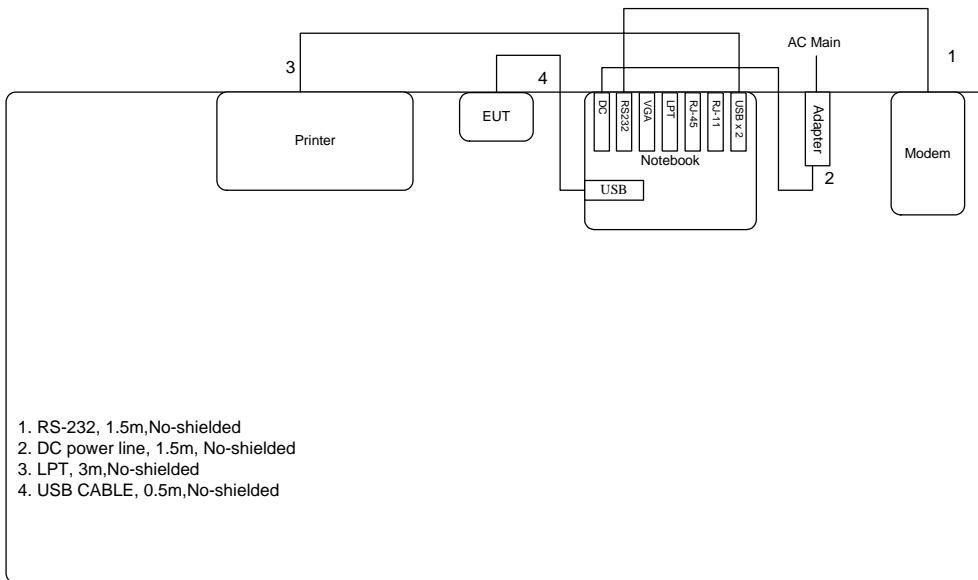 AC Main
1
3
4
Printer
EUT
DC
RS232
VGA
LPT
RJ-45
RJ-11
USB x 2
Notebook
USB
Adapter
2
Modem
1. RS-232, 1.5m,No-shielded
2. DC power line, 1.5m, No-shielded
3. LPT, 3m,No-shielded
4. USB CABLE, 0.5m,No-shielded